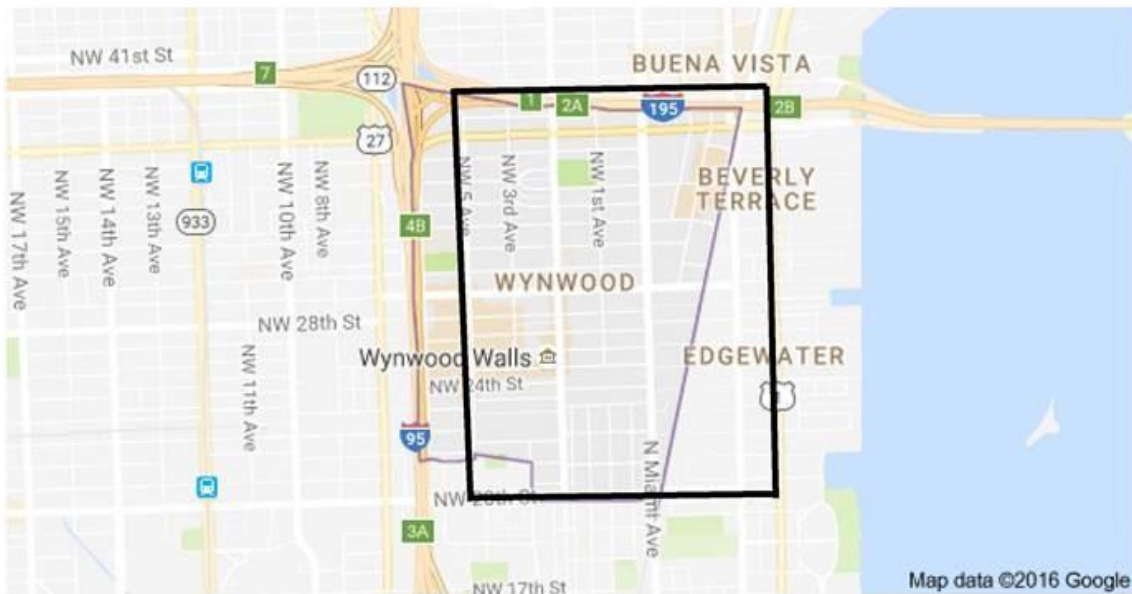 NW 41st St
7
112
BUENA VISTA
1
2A
195
2B
27
NW 17th Ave
NW 15th Ave
NW 14th Ave
NW 13th Ave
933
NW 10th Ave
NW 8th Ave
NW 5 Ave
NW 3rd Ave
NW 1st Ave
BEVERLY
TERRACE
4B
WYNWOOD
NW 28th St
NW 11th Ave
Wynwood Walls
EDGEWATER
NW 24th St
95
N Miami Ave
NW 20th St
3A
NW 17th St
Map data ©2016 Google